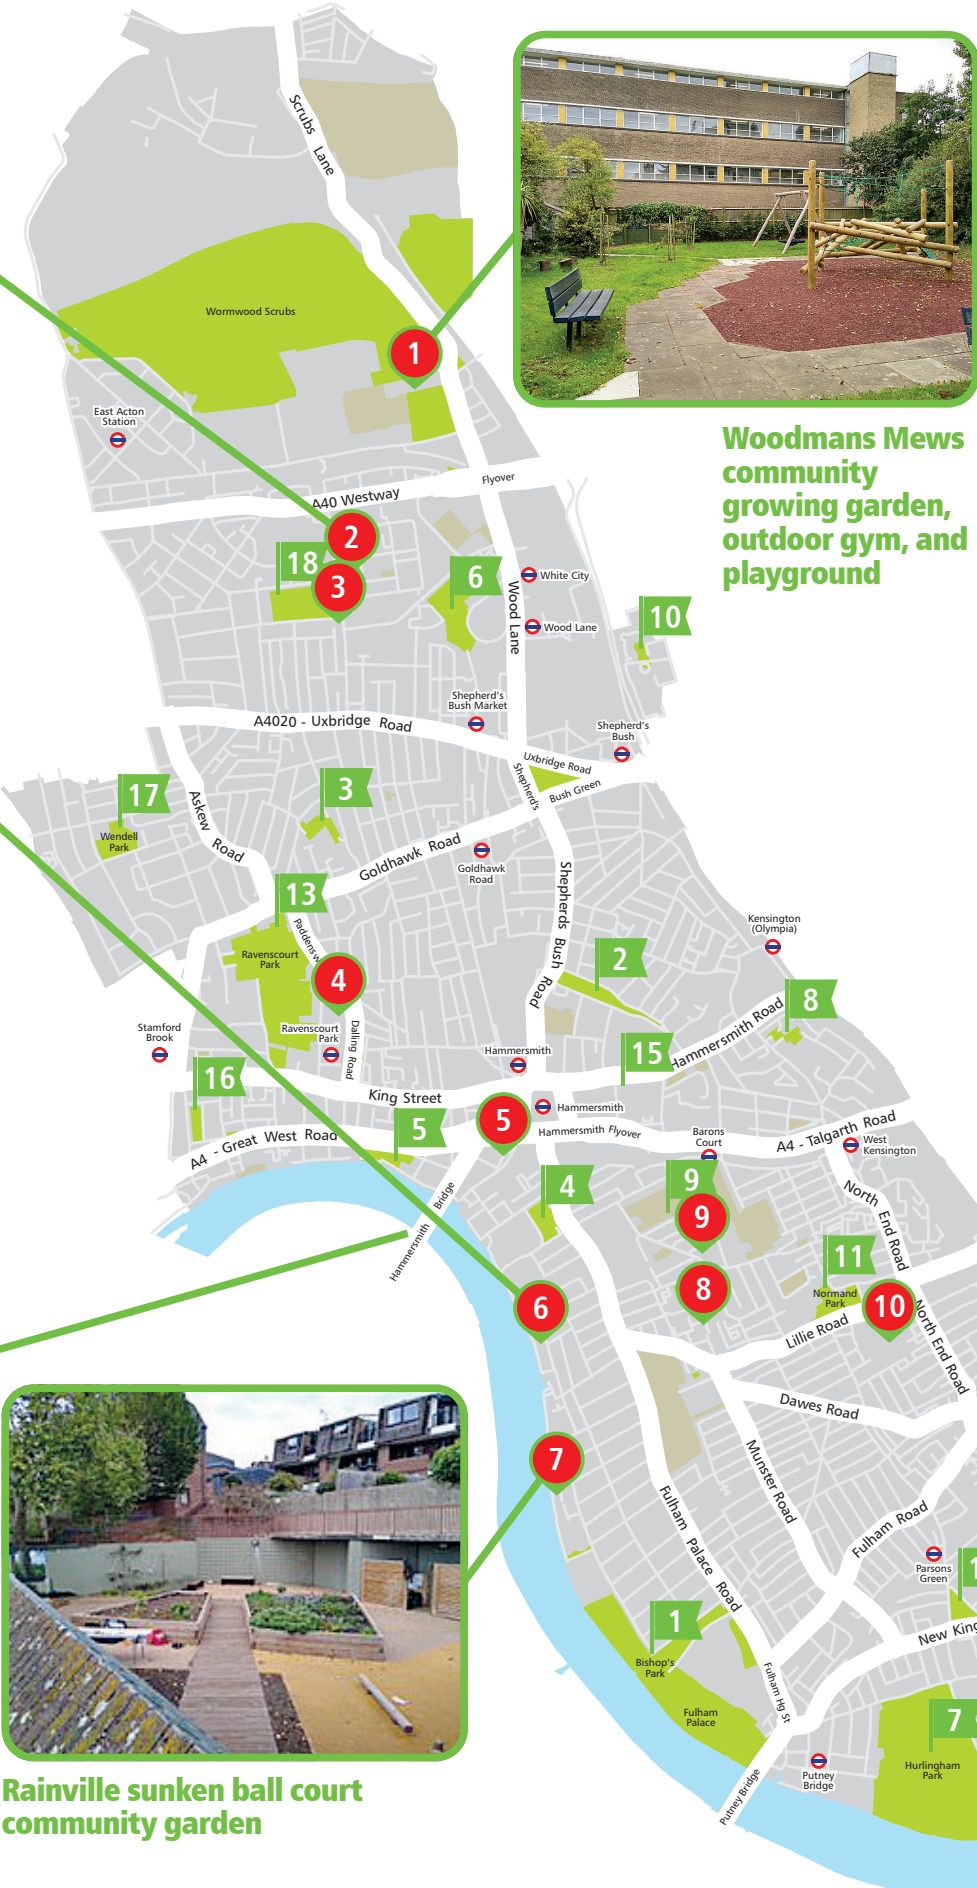 Scrubs Lane
Wormwood Scrubs
1
East Acton
Station
Woodmans Mews
community
growing garden,
outdoor gym, and
playground
Flyover
A40 Westway
2
18
3
6
White City
Wood Lane
Wood Lane
10
Shepherd's
Bush Market
A4020 - Uxbridge Road
Shepherd's
Bush
Uxbridge Road
Shepherd's
Bush Green
17
3
Askew Road
Wendell
Park
Goldhawk Road
Goldhawk
Road
13
Shepherds Bush Road
Kensington
(Olympia)
Ravenscourt
Park
2
4
8
Stamford
Brook
Ravenscourt
Park
Dalling Road
Hammersmith
15
Hammersmith Road
16
King Street
Hammersmith
5
5
Hammersmith Flyover
Barons
Court
A4 - Talgarth Road
A4 - Great West Road
West
Kensington
4
9
9
North End Road
Hammersmith Bridge
11
8
Normand
Park
10
6
Lillie Road
North End Road
Dawes Road
7
Munster Road
Fulham Palace Road
Fulham Road
Parsons
Green
1
Bishop's
Park
New King
Fulham Hg St
Fulham
Palace
7
Hurlingham
Park
Putney
Bridge
Putney Bridge
Rainville sunken ball court
community garden